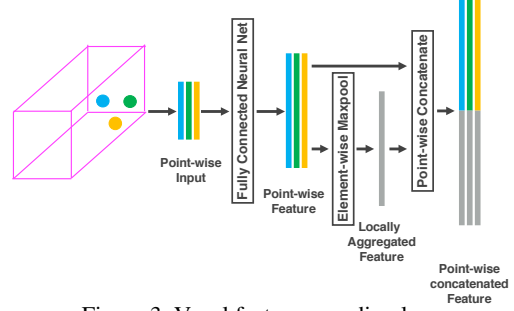 Point-wise
Input
Fully Connected Neural Net
Point-wise
Feature
Element-wise Maxpool
Locally
Aggregated
Feature
Point-wise Concatenate
Point-wise
concatenated
Feature